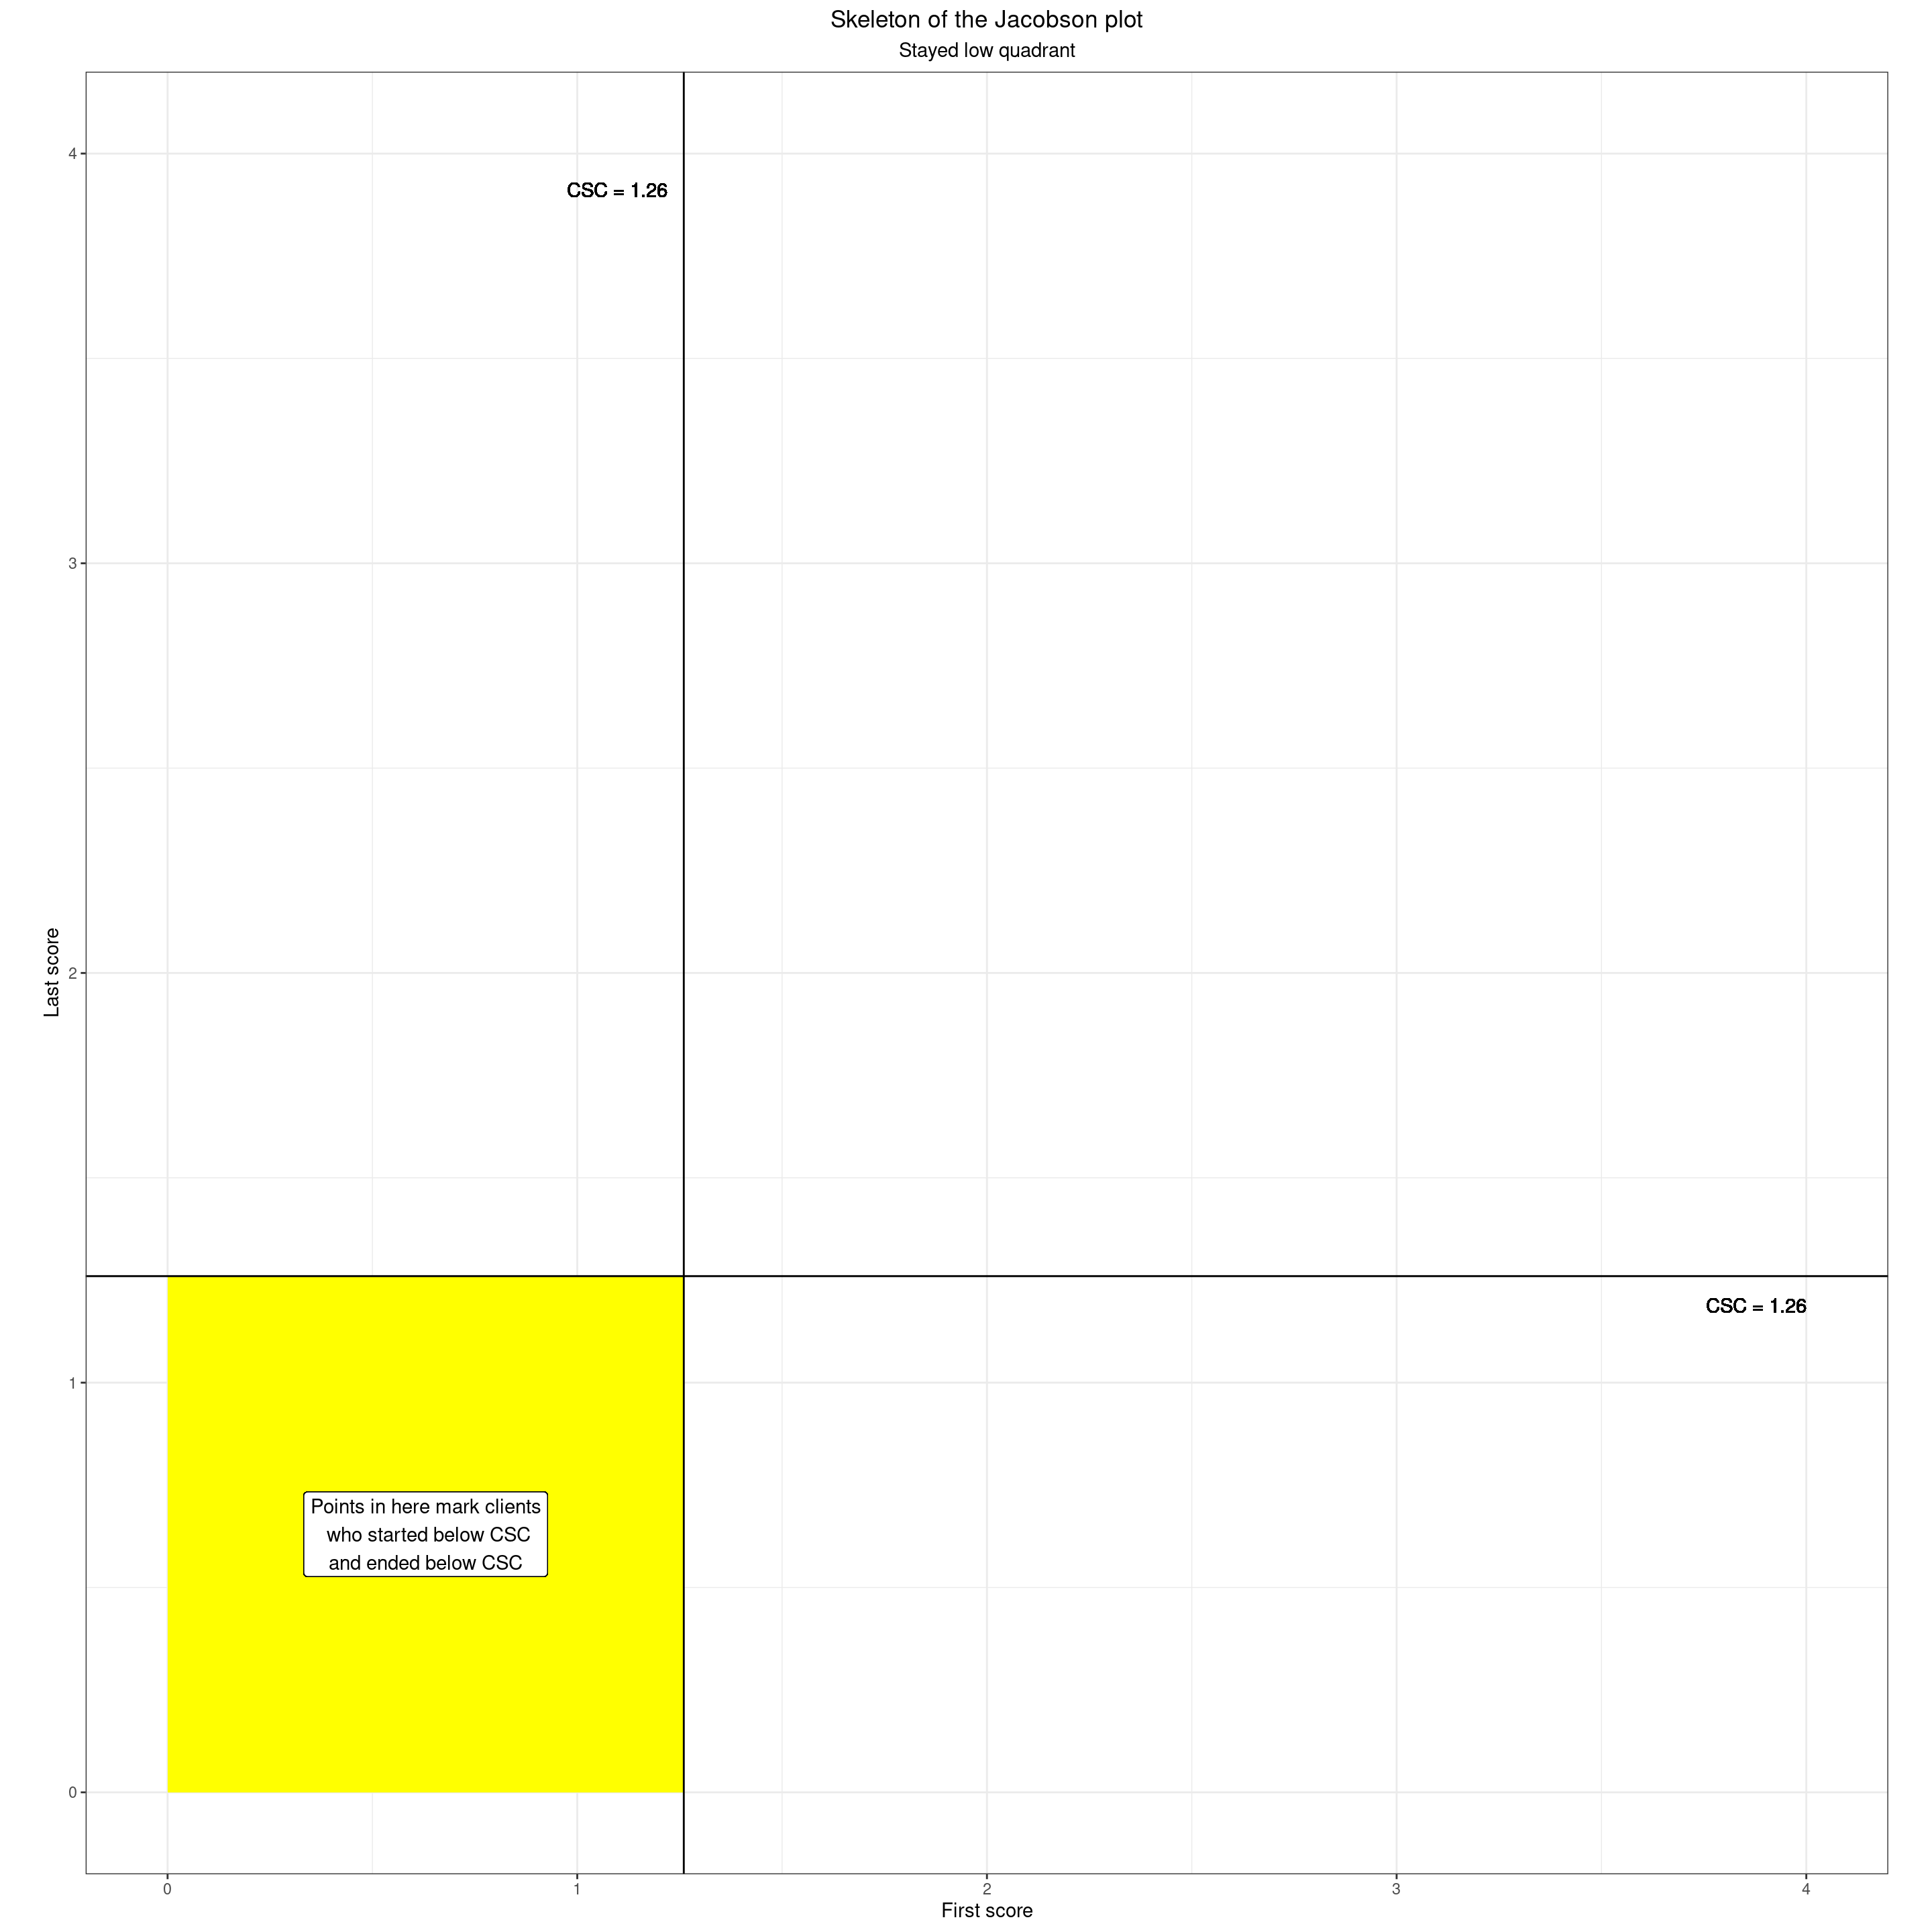 Skeleton of the Jacobson plot
Stayed low quadrant
4
CSC = 1.26
3
Last score
2
CSC = 1.26
1
Points in here mark clients
who started below CSC
and ended below CSC
0
0 1 2 3 4
First score